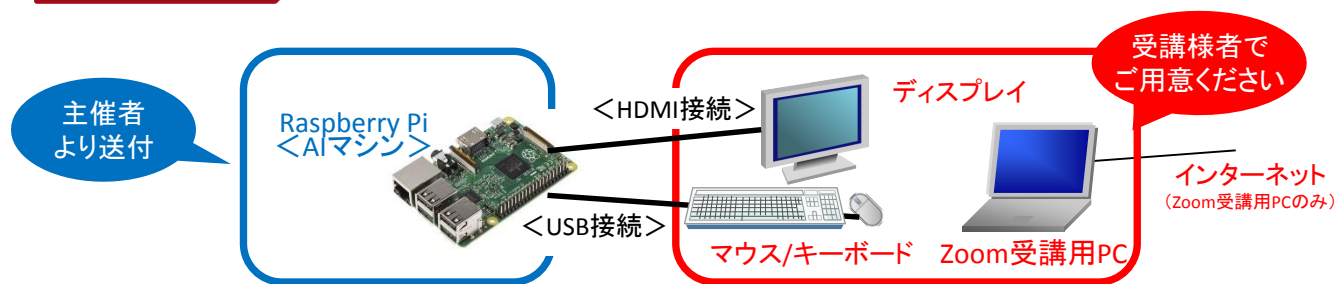 主催者
より送付
Raspberry Pi
＜AIマシン＞
＜HDMI接続＞
＜USB接続＞
ディスプレイ
マウス/キーボード
Zoom受講用PC
受講様者で
ご用意ください
インターネット
（Zoom受講用PCのみ）